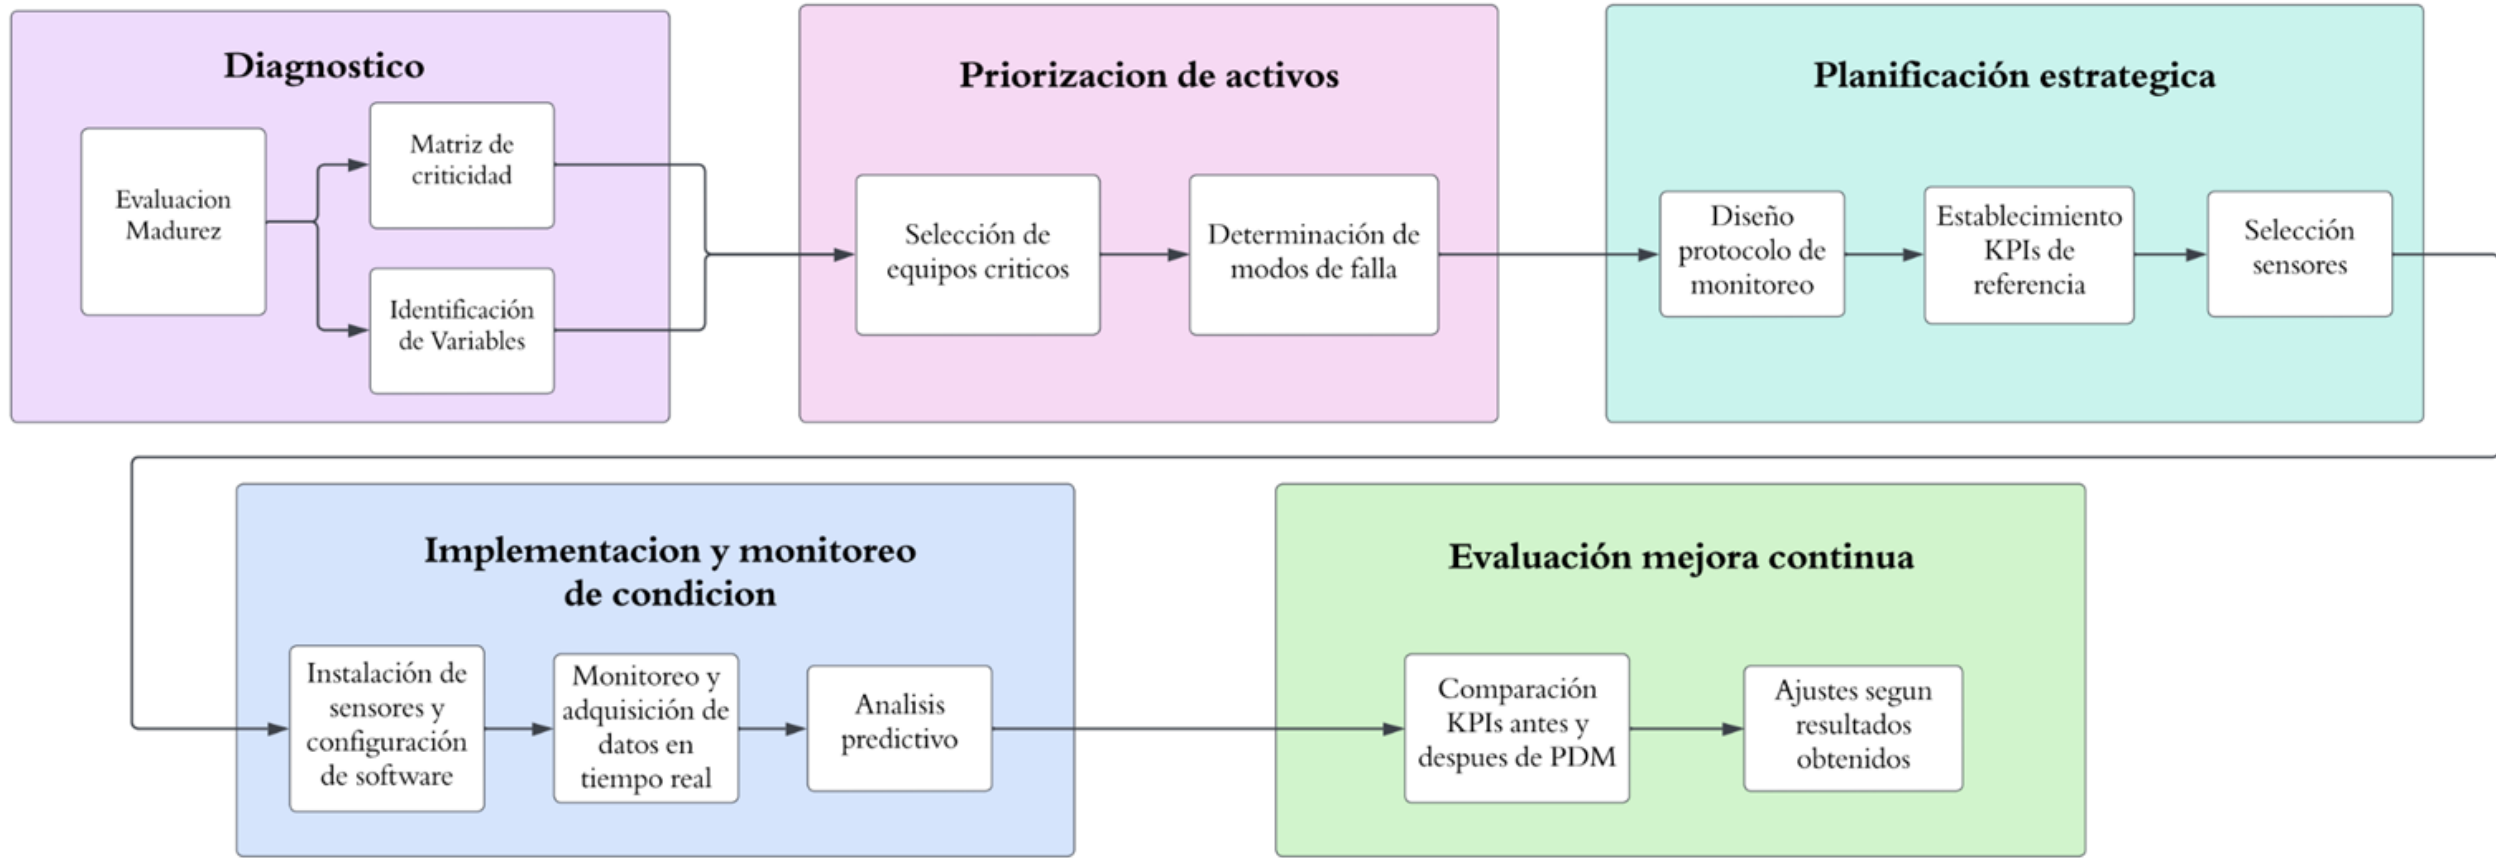 Diagnostico
Evaluacion
Madurez
Matriz de
criticidad
Identificación
de Variables
Priorizacion de activos
Selección de
equipos criticos
Determinación de
modos de falla
Planificación estrategica
Diseño
protocolo de
monitoreo
Establecimiento
KPIs de
referencia
Selección
sensores
Implementacion y monitoreo
de condicion
Instalación de
sensores y
configuración
de software
Monitoreo y
adquisición de
datos en
tiempo real
Analisis
predictivo
Evaluación mejora continua
Comparación
KPIs antes y
despues de PDM
Ajustes segun
resultados
obtenidos